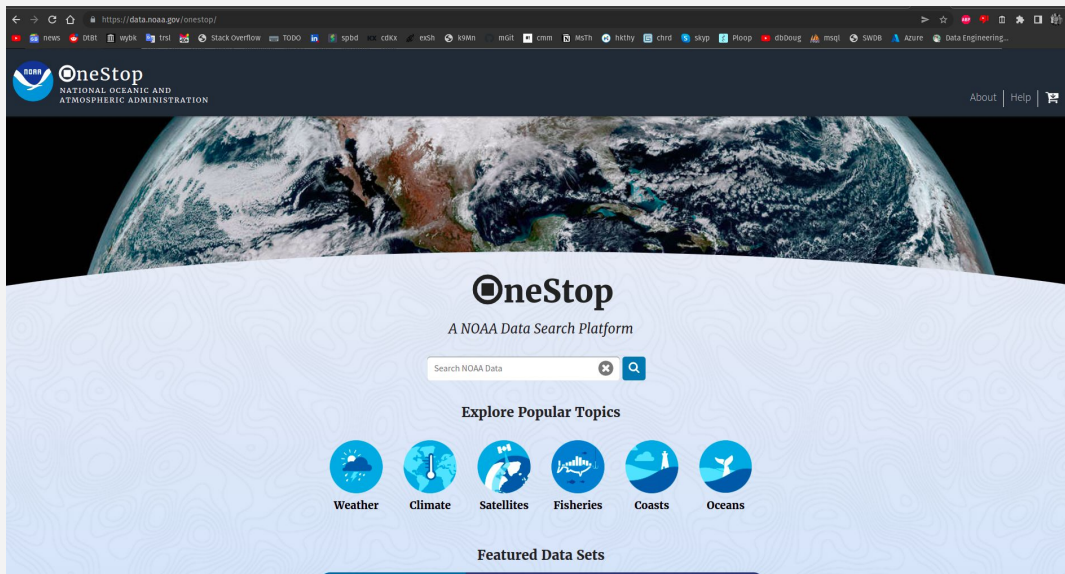 https://data.noaa.gov/onestop/
news DtBt wybk trsl Stack Overflow TODO spbd cdKx exSh k9Mn mGit cmm MsTh hkthy chrd skyp Ploop dbDoug msql SWDB Azure Data Engineering...
NOAA
OneStop
NATIONAL OCEANIC AND
ATMOSPHERIC ADMINISTRATION
About Help
OneStop
A NOAA Data Search Platform
Search NOAA Data
Explore Popular Topics
Weather Climate Satellites Fisheries Coasts Oceans
Featured Data Sets